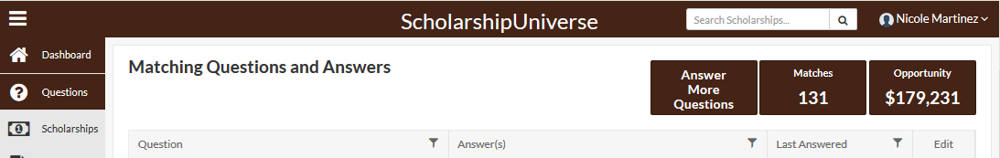 ScholarshipUniverse
Search Scholarships...
Nicole Martinez
Dashboard
Questions
Scholarships
Matching Questions and Answers
Answer
More
Questions
Matches
131
Opportunity
$179,231
Question
Answer(s)
Last Answered
Edit